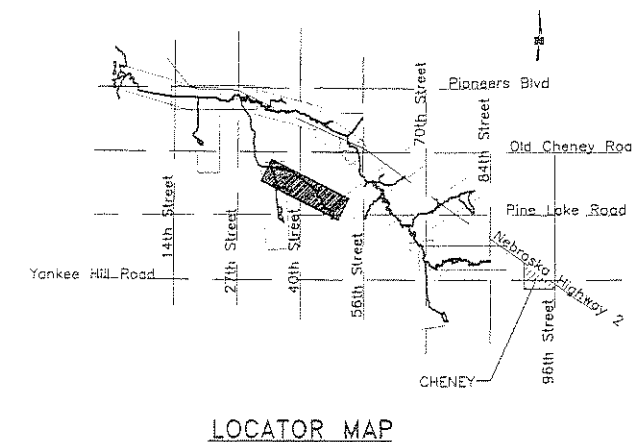 Pioneers Blvd
70th Street
84th Street
Old Cheney Roa
14th Street
27th Street
40th Street
56th Street
Pine Lake Road
Nebraska Highway 2
Yankee Hill Road
96th Street
CHENEY
LOCATOR MAP